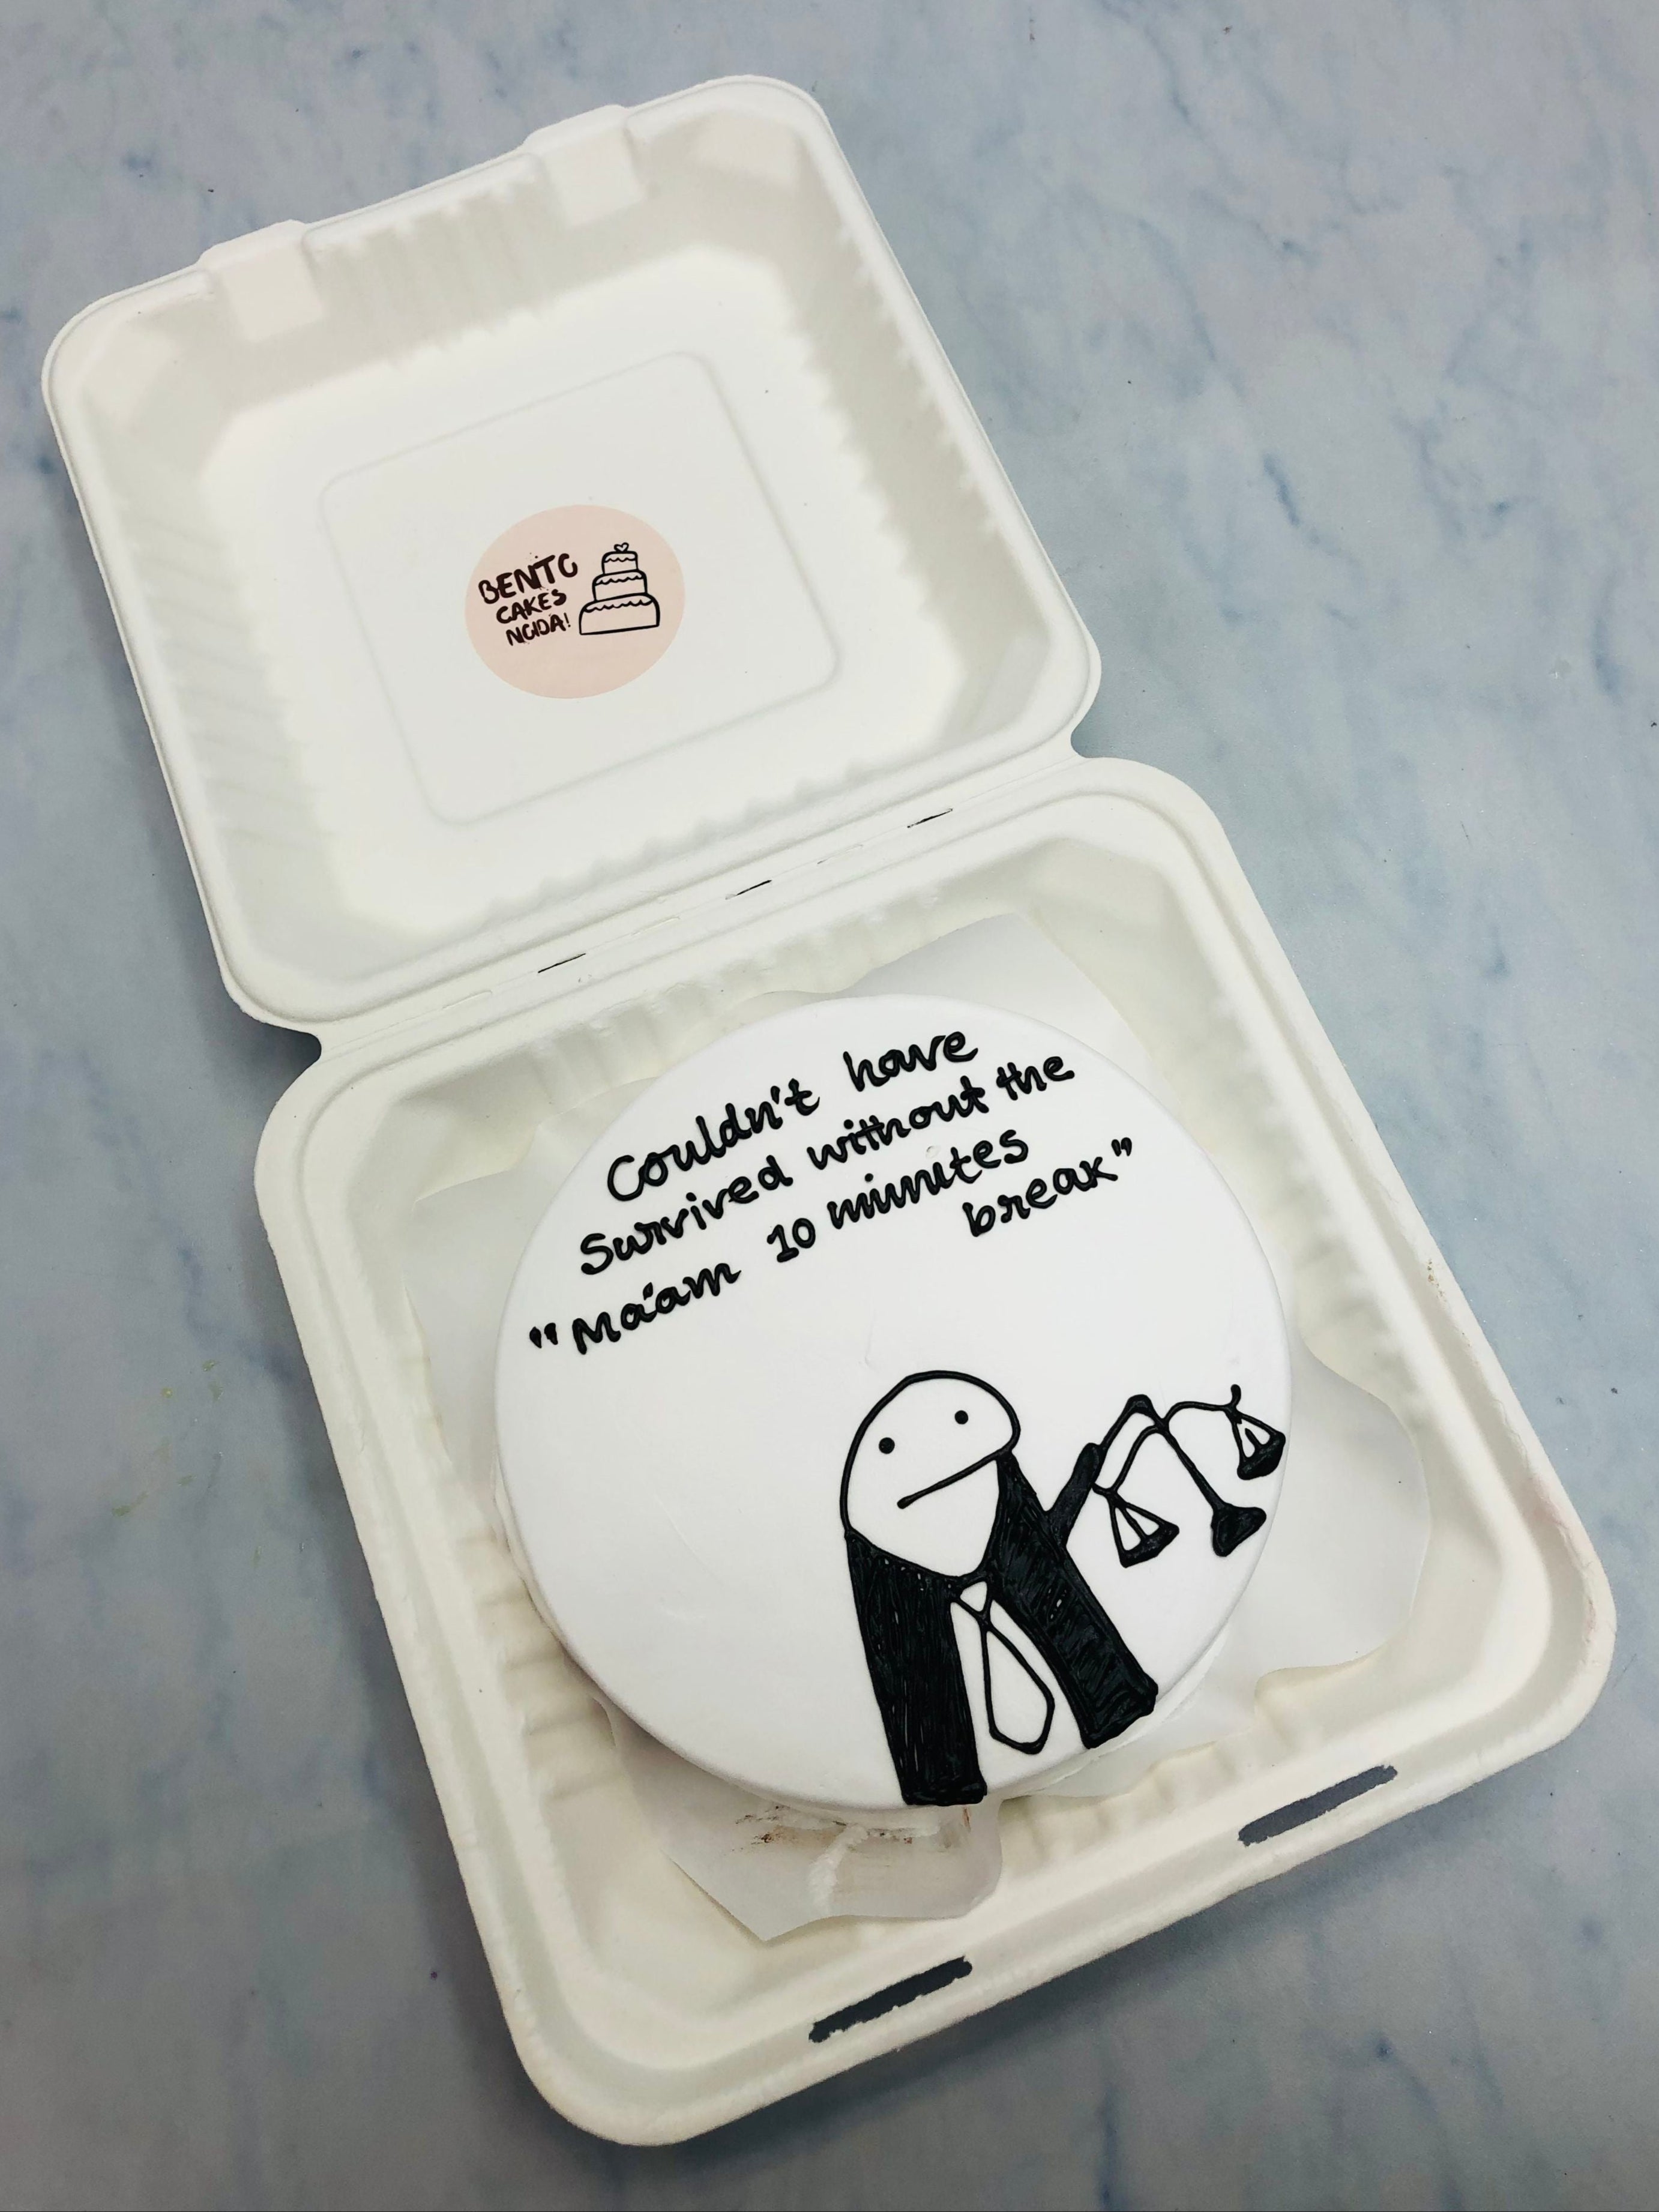 BENTO
CAKES
NOIDA!
Couldn't have
Survived without the
"Ma'am 10 minutes
break"